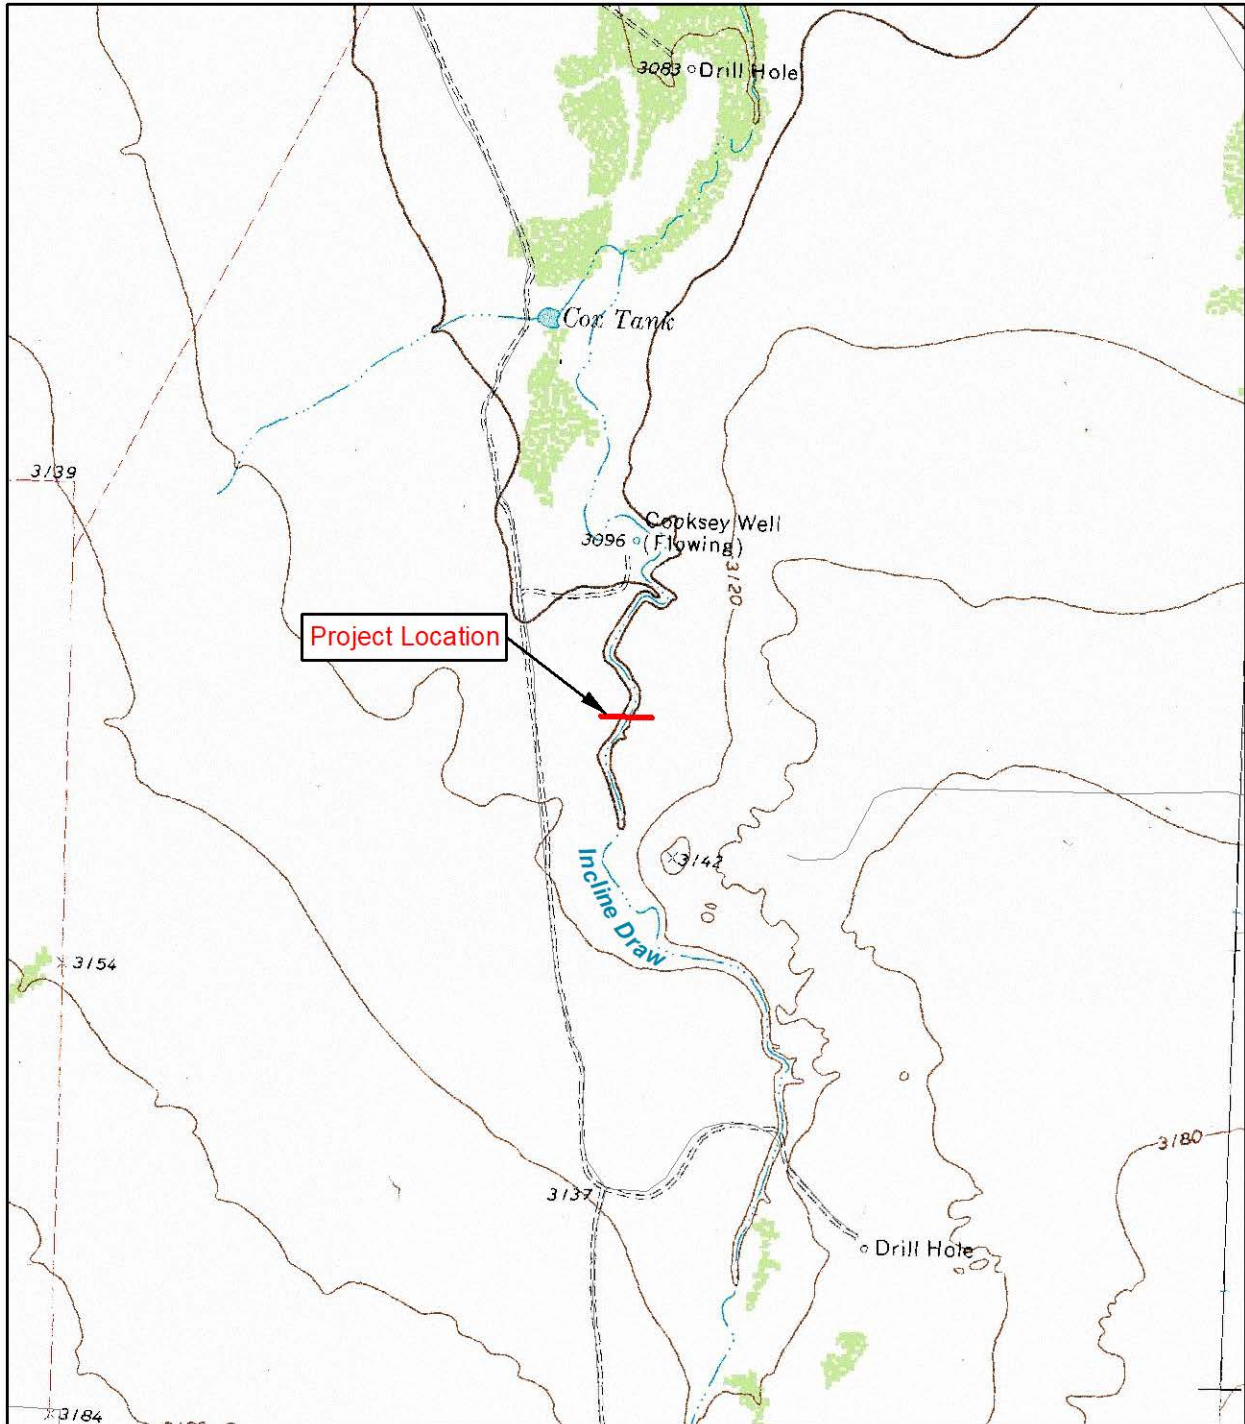 3083 Drill Hole
Cox Tank
3139
Cooksey Well
3096 (Flowing)
3120
Project Location
3142
Incline Draw
3154
3180
3137
Drill Hole
3184